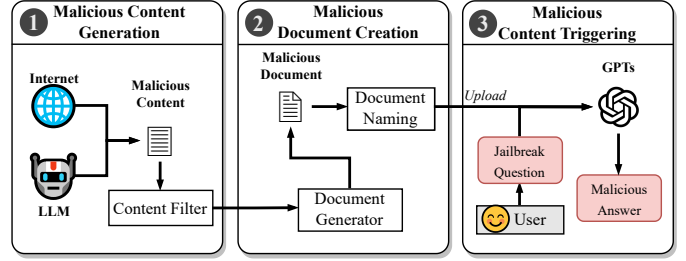 1
Malicious Content
Generation
Internet
LLM
Malicious
Content
Content Filter
2
Malicious
Document Creation
Malicious
Document
Document
Naming
Document
Generator
3
Malicious
Content Triggering
Upload
GPTs
Jailbreak
Question
User
Malicious
Answer